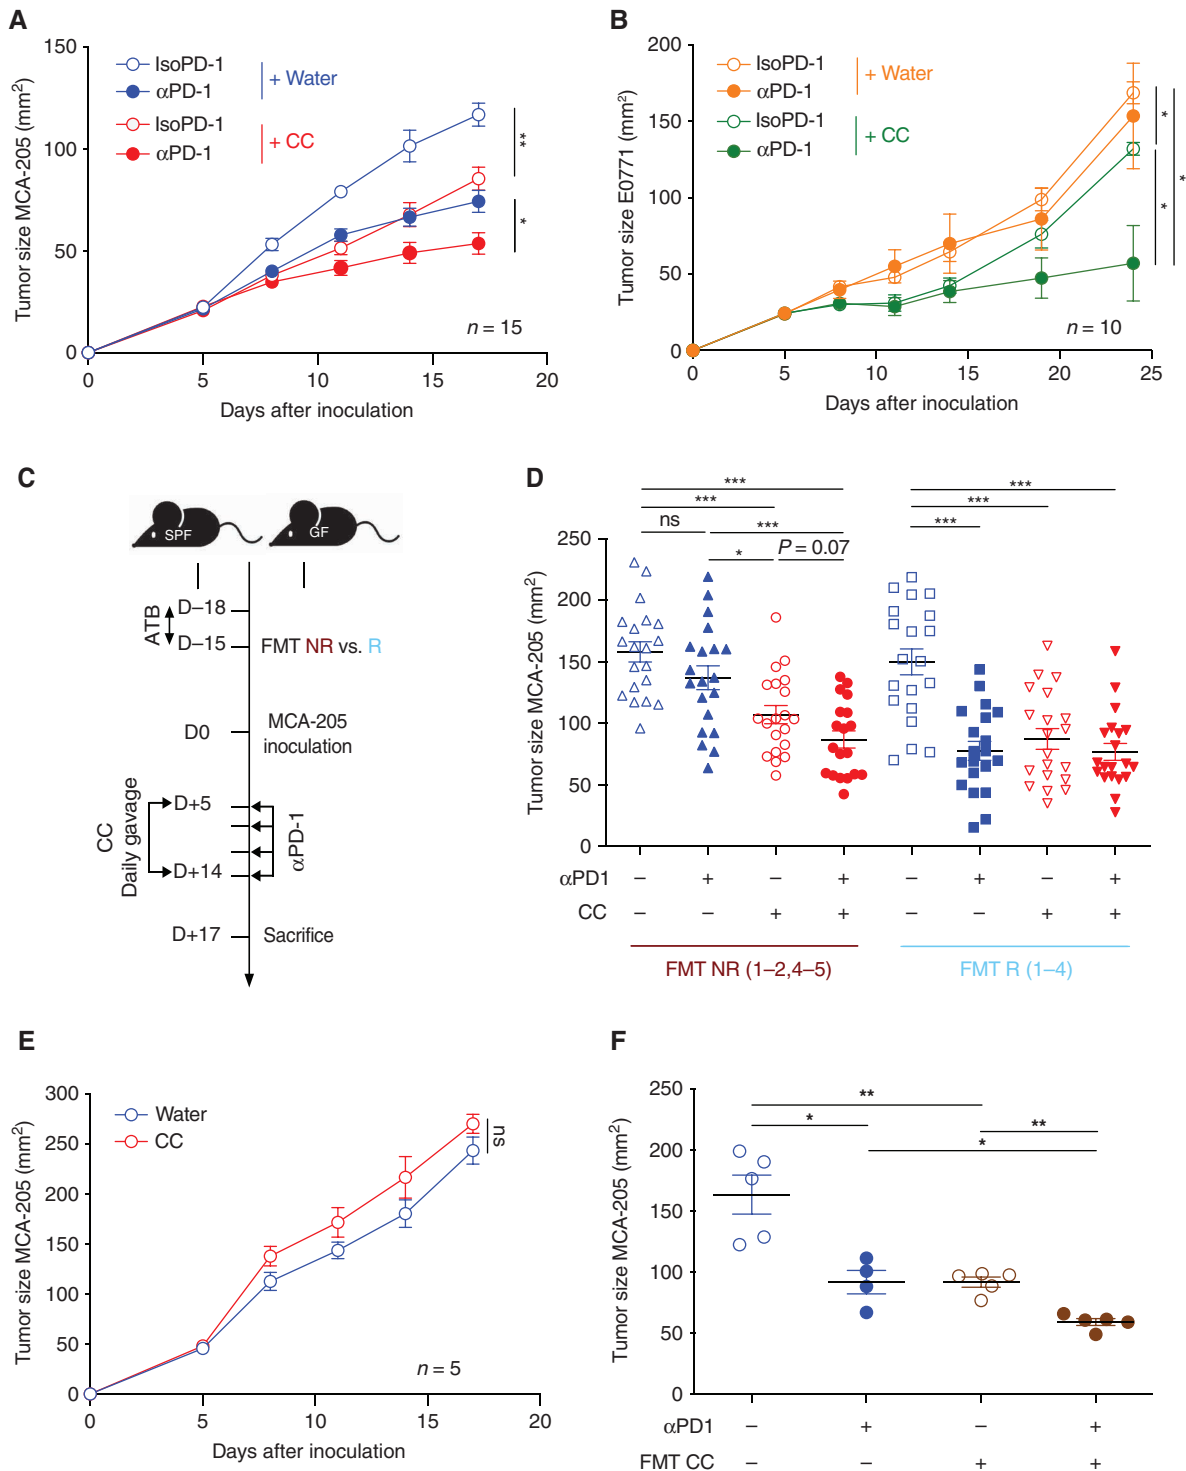 A
Tumor size MCA-205 (mm²)
150
100
50
0
0 5 10 15 20
Days after inoculation
IsoPD-1
αPD-1
+ Water
IsoPD-1
αPD-1
+ CC
**
*
n = 15
B
Tumor size E0771 (mm²)
200
150
100
50
0
0 5 10 15 20 25
Days after inoculation
IsoPD-1
αPD-1
+ Water
IsoPD-1
αPD-1
+ CC
*
*
*
n = 10
C
SPF
GF
ATB
D–18
D–15
FMT NR vs. R
D0
MCA-205
inoculation
CC
Daily gavage
D+5
D+14
αPD-1
D+17
Sacrifice
D
Tumor size MCA-205 (mm²)
250
200
150
100
50
0
***
***
ns
***
*
P = 0.07
***
***
***
αPD1 – + – + – + – +
CC – – + + – – + +
FMT NR (1–2,4–5)
FMT R (1–4)
E
Tumor size MCA-205 (mm²)
300
250
200
150
100
50
0
0 5 10 15 20
Days after inoculation
Water
CC
ns
n = 5
F
Tumor size MCA-205 (mm²)
250
200
150
100
50
0
**
*
**
*
αPD1 – + – +
FMT CC – – + +